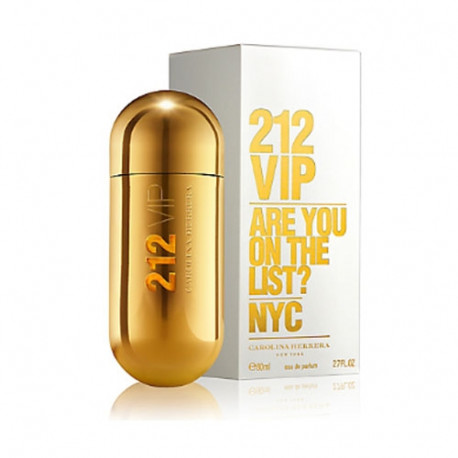 212 VIP
CAROLINA HERRERA
212
VIP
ARE YOU
ON THE
LIST?
NYC
CAROLINA HERRERA
NEW YORK
℮80ml eau de parfum 2.7FL.OZ